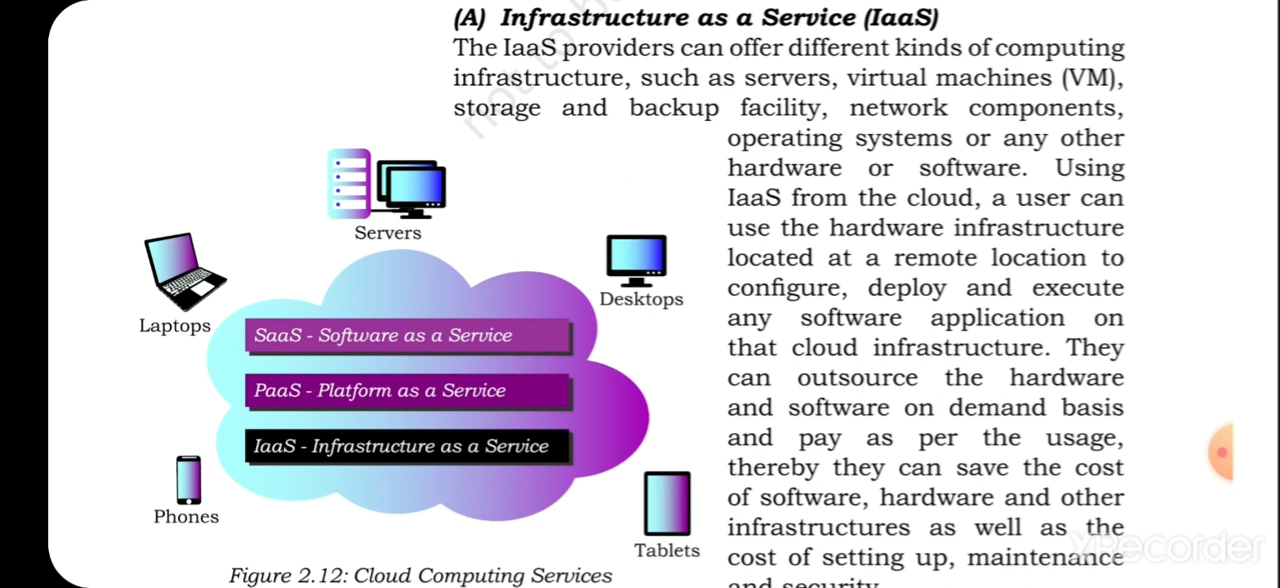 (A) Infrastructure as a Service (IaaS)
The IaaS providers can offer different kinds of computing
infrastructure, such as servers, virtual machines (VM),
storage and backup facility, network components,
operating systems or any other
hardware or software. Using
IaaS from the cloud, a user can
use the hardware infrastructure
located at a remote location to
configure, deploy and execute
any software application on
that cloud infrastructure. They
can outsource the hardware
and software on demand basis
and pay as per the usage,
thereby they can save the cost
of software, hardware and other
infrastructures as well as the
cost of setting up, maintenance
and security.
Servers
Laptops
Desktops
SaaS - Software as a Service
PaaS - Platform as a Service
IaaS - Infrastructure as a Service
Phones
Tablets
Figure 2.12: Cloud Computing Services
not to be
XRecorder